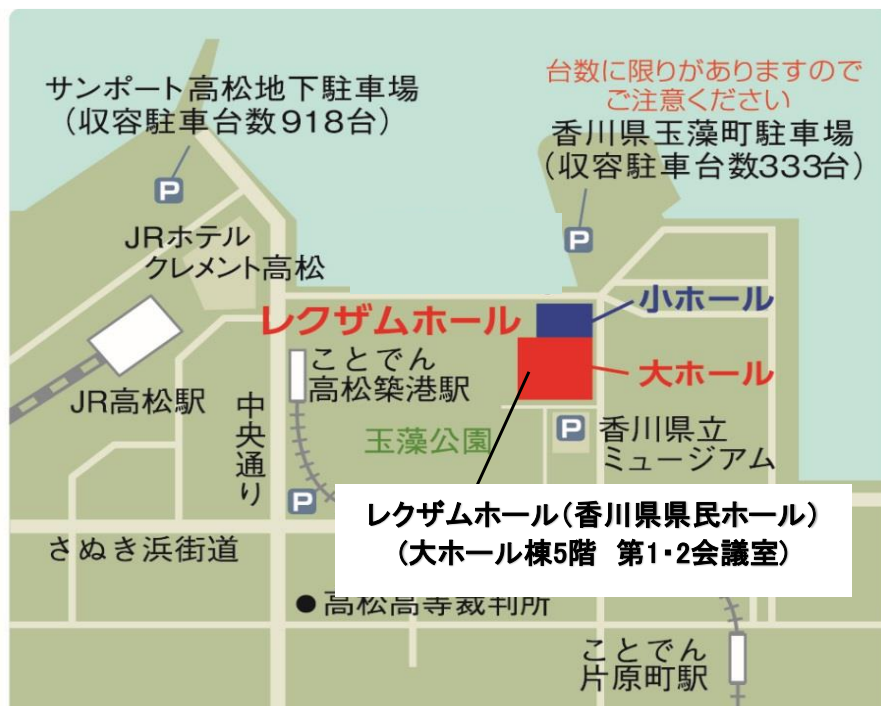 サンポート高松地下駐車場
（収容駐車台数918台）
台数に限りがありますので
ご注意ください
香川県玉藻町駐車場
（収容駐車台数333台）
P
P
JRホテル
クレメント高松
レクザムホール
小ホール
大ホール
ことでん
高松築港駅
JR高松駅
中央通り
玉藻公園
P
香川県立
ミュージアム
P
レクザムホール（香川県県民ホール）
（大ホール棟5階　第1・2会議室）
さぬき浜街道
●高松高等裁判所
ことでん
片原町駅